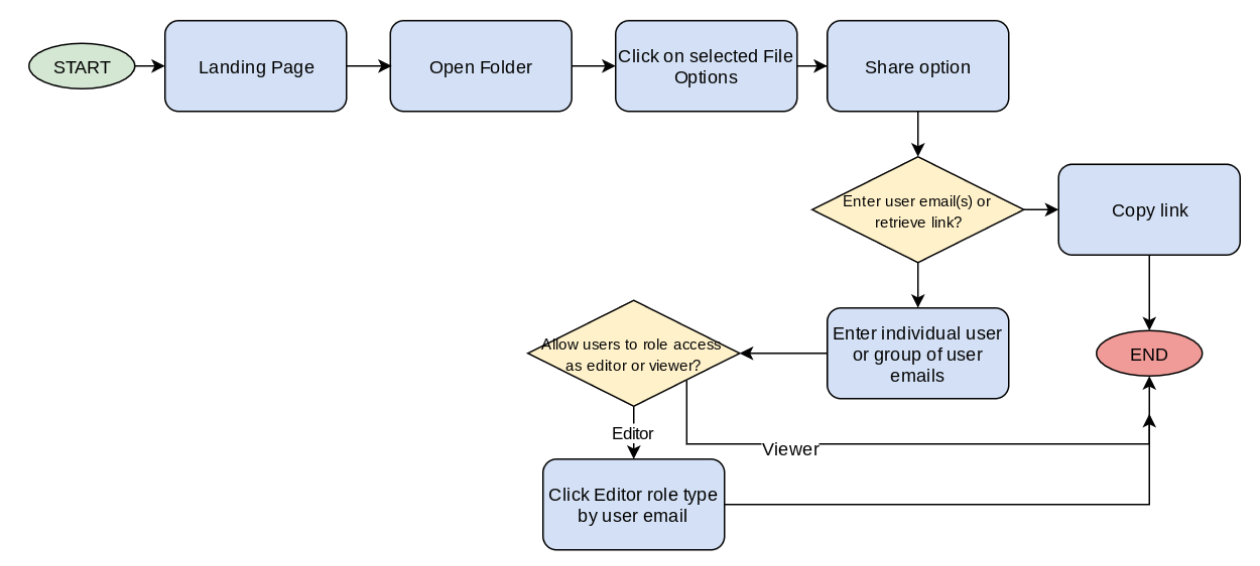 START
Landing Page
Open Folder
Click on selected File
Options
Share option
Enter user email(s) or
retrieve link?
Copy link
Enter individual user
or group of user
emails
Allow users to role access
as editor or viewer?
END
Editor
Viewer
Click Editor role type
by user email